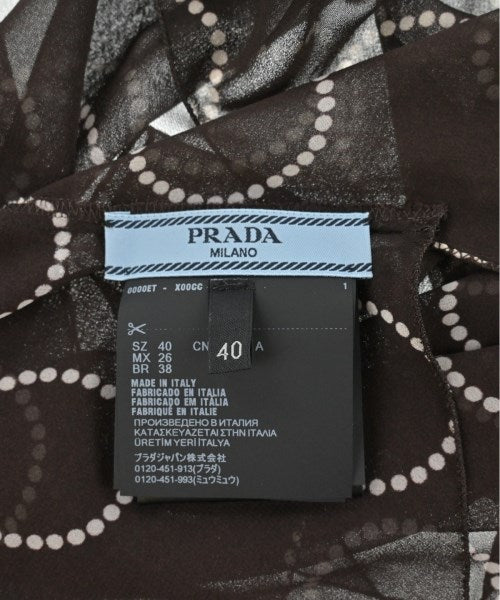 PRADA
MILANO
0000ET - X00CC 1
SZ 40 CN A
MX 26
BR 38
40
MADE IN ITALY
FABRICADO EN ITALIA
FABRICADO EM ITÁLIA
FABRIQUÉ EN ITALIE
ПРОИЗВЕДЕНО В ИТАЛИЯ
ΚΑΤΑΣΚΕΥΑΖΕΤΑΙ ΣΤΗΝ ΙΤΑΛΙΑ
ÜRETİM YERİ İTALYA
プラダジャパン株式会社
0120-451-913(プラダ)
0120-451-993(ミュウミュウ)